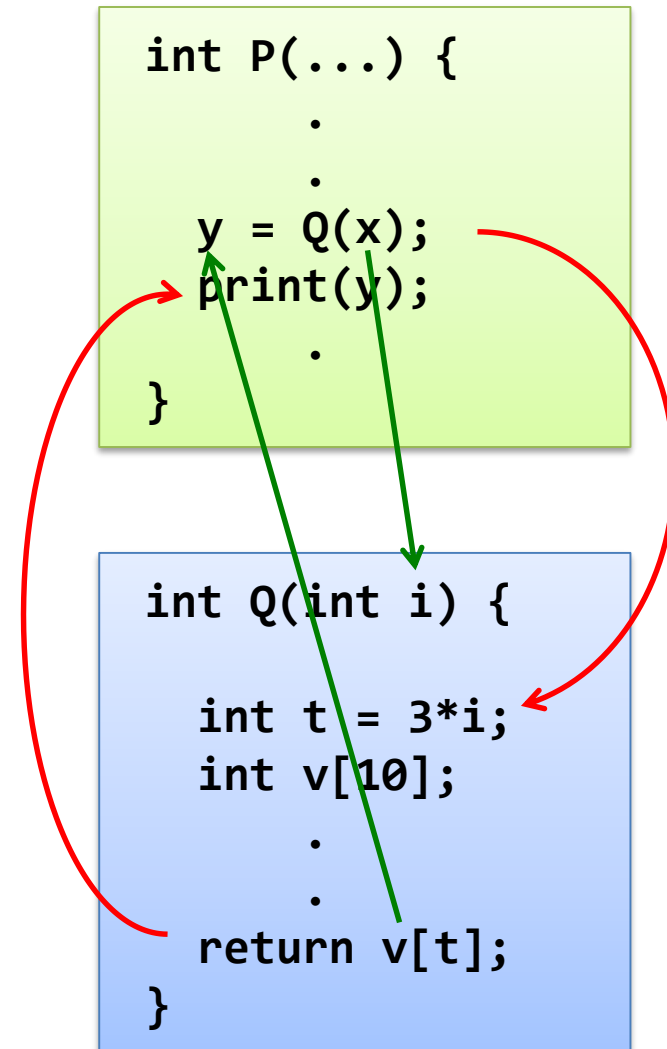 int P(...) {
.
.
y = Q(x);
print(y);
.
}
int Q(int i) {
int t = 3*i;
int v[10];
.
.
return v[t];
}